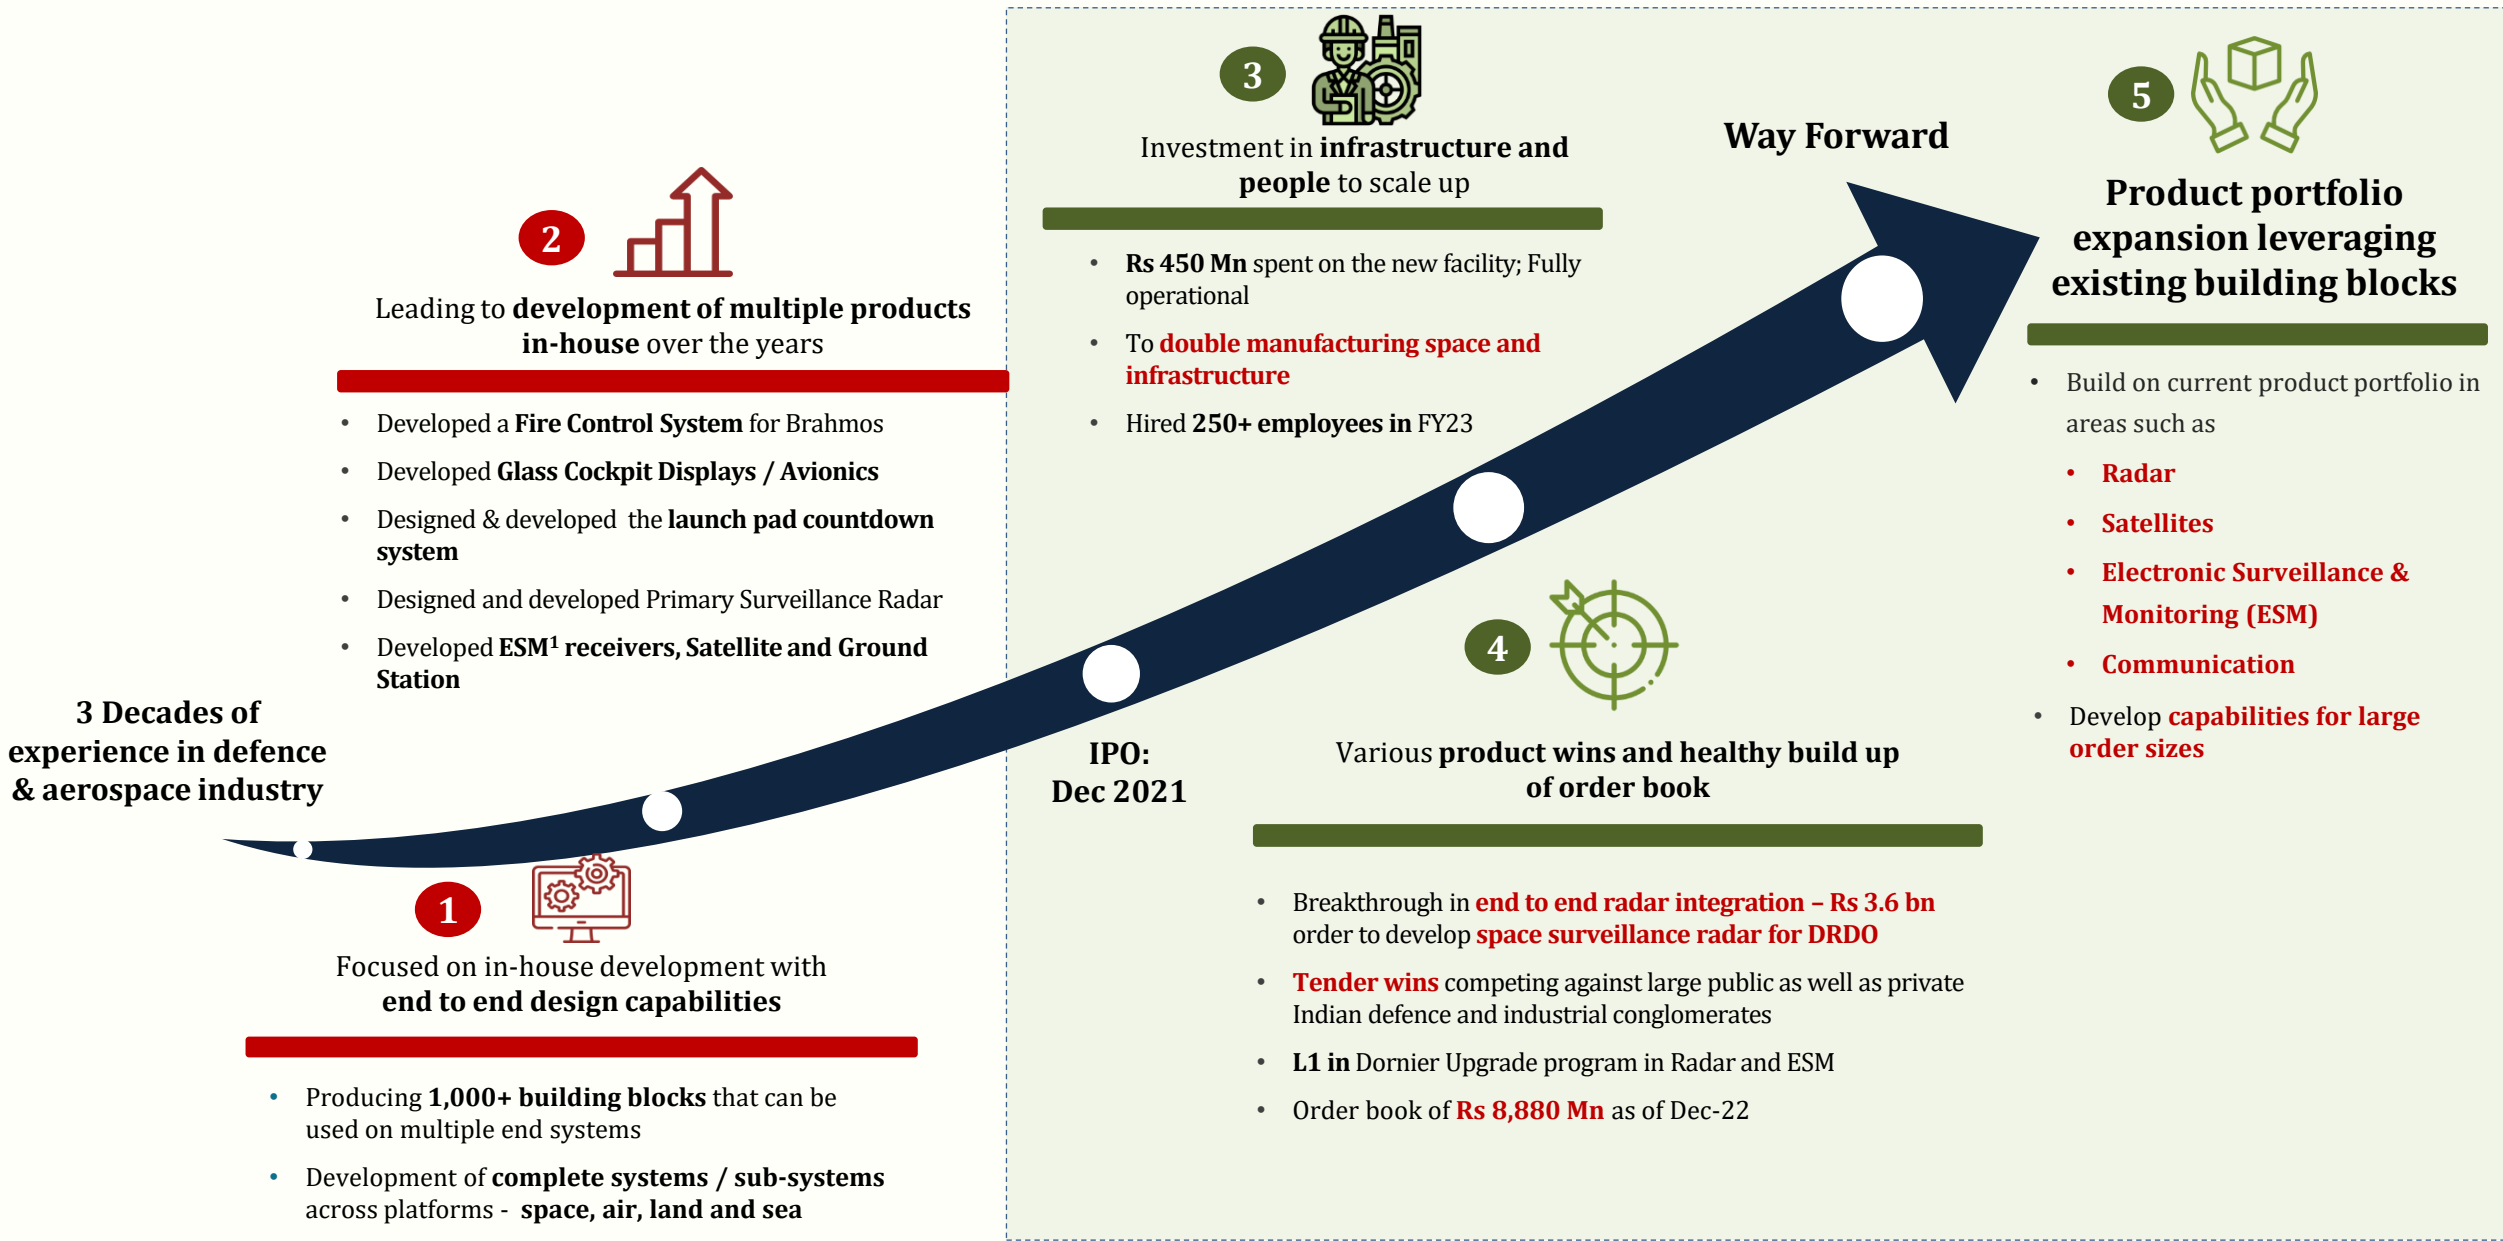 3 Decades of
experience in defence
& aerospace industry
1
Focused on in-house development with
end to end design capabilities
• Producing 1,000+ building blocks that can be
used on multiple end systems
• Development of complete systems / sub-systems
across platforms - space, air, land and sea
2
Leading to development of multiple products
in-house over the years
• Developed a Fire Control System for Brahmos
• Developed Glass Cockpit Displays / Avionics
• Designed & developed the launch pad countdown
system
• Designed and developed Primary Surveillance Radar
• Developed ESM¹ receivers, Satellite and Ground
Station
IPO:
Dec 2021
3
Investment in infrastructure and
people to scale up
• Rs 450 Mn spent on the new facility; Fully
operational
• To double manufacturing space and
infrastructure
• Hired 250+ employees in FY23
4
Various product wins and healthy build up
of order book
• Breakthrough in end to end radar integration – Rs 3.6 bn
order to develop space surveillance radar for DRDO
• Tender wins competing against large public as well as private
Indian defence and industrial conglomerates
• L1 in Dornier Upgrade program in Radar and ESM
• Order book of Rs 8,880 Mn as of Dec-22
Way Forward
5
Product portfolio
expansion leveraging
existing building blocks
• Build on current product portfolio in
areas such as
• Radar
• Satellites
• Electronic Surveillance &
Monitoring (ESM)
• Communication
• Develop capabilities for large
order sizes